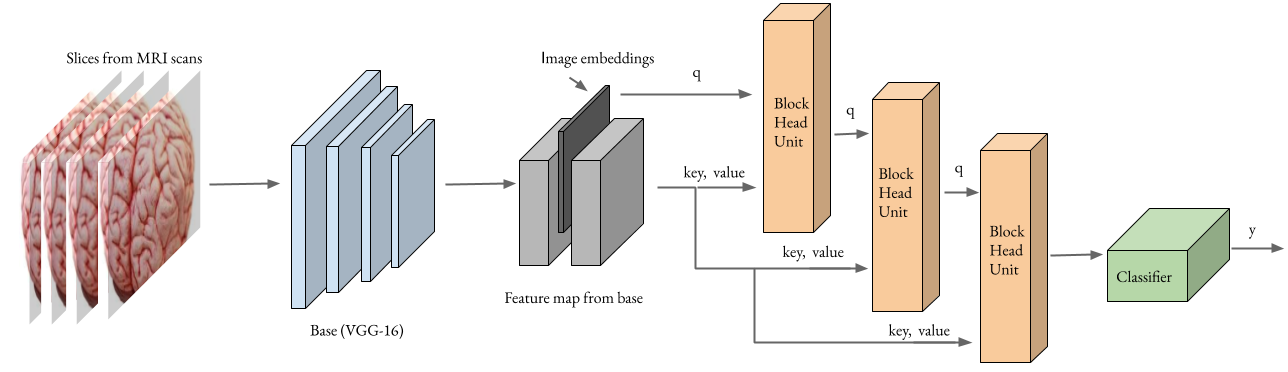 Slices from MRI scans
Base (VGG-16)
Image embeddings
Feature map from base
q
key, value
Block
Head
Unit
q
key, value
Block
Head
Unit
q
key, value
Block
Head
Unit
Classifier
y